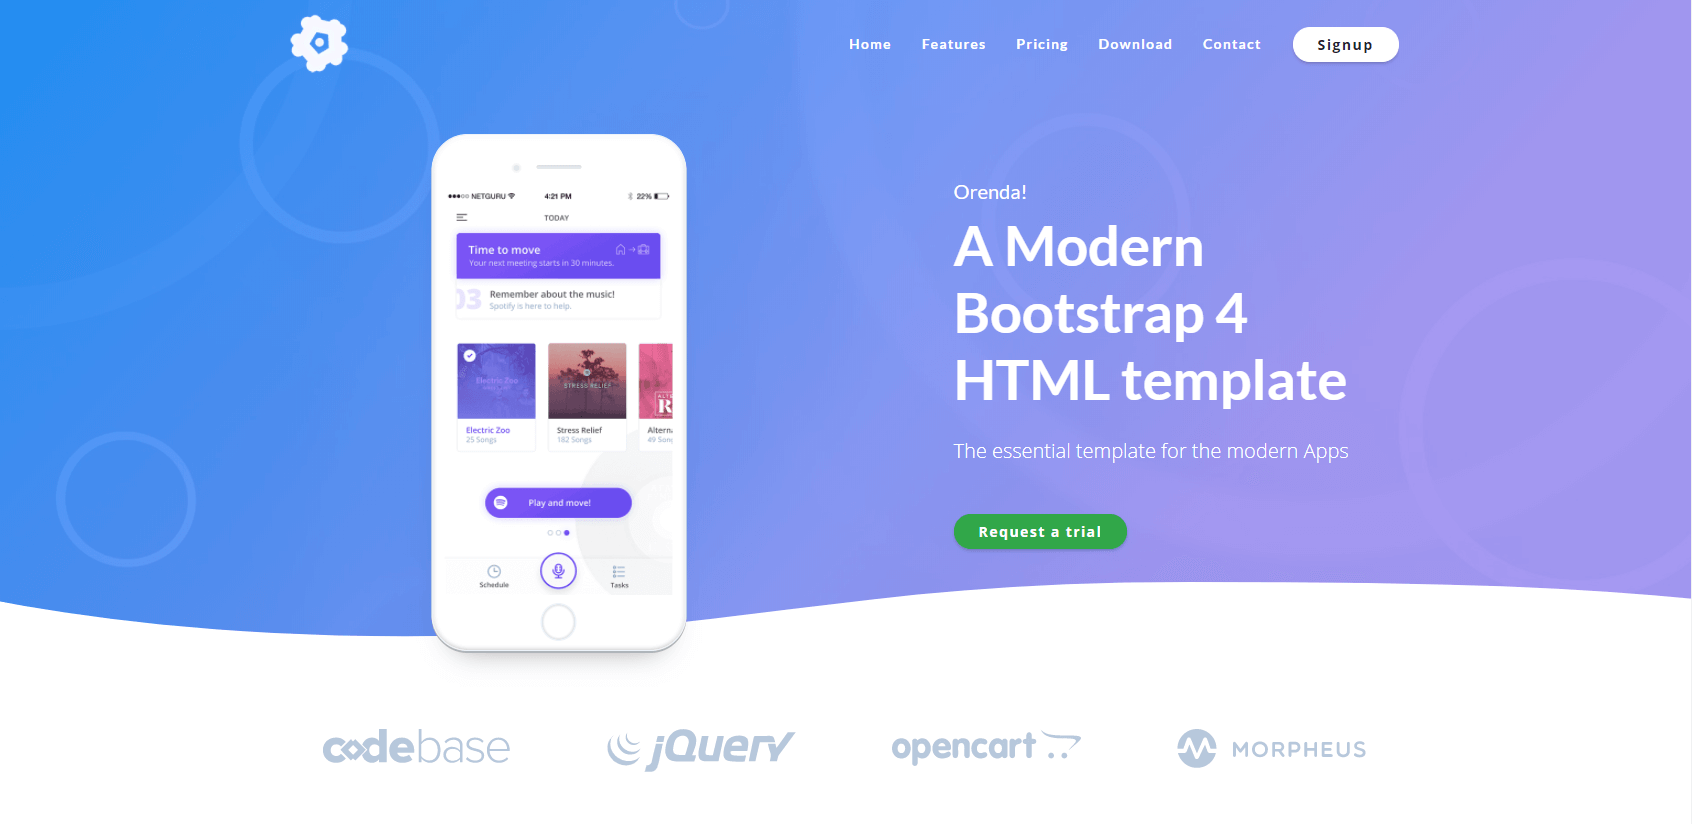 Home Features Pricing Download Contact Signup
Orenda!
A Modern
Bootstrap 4
HTML template
The essential template for the modern Apps
Request a trial
NETGURU 4:21 PM 22%
TODAY
Time to move
Your next meeting starts in 30 minutes.
03
Remember about the music!
Spotify is here to help.
Electric Zoo
STRESS RELIEF
R
Electric Zoo
25 Songs
Stress Relief
182 Songs
Altern
49 Song
Play and move!
Schedule
Tasks
codebase
jQuery
opencart
MORPHEUS